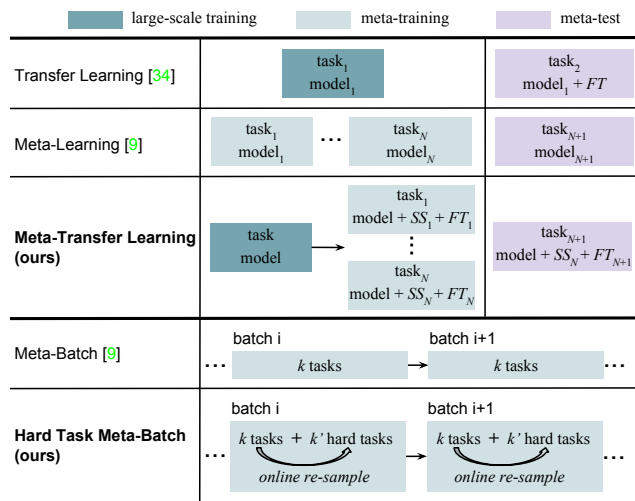 large-scale training meta-training meta-test
Transfer Learning [34]
task1
model1
task2
model1 + FT
Meta-Learning [9]
task1
model1
...
taskN
modelN
taskN+1
modelN+1
Meta-Transfer Learning
(ours)
task
model
task1
model + SS1 + FT1
⋮
taskN
model + SSN + FTN
taskN+1
model + SSN + FTN+1
Meta-Batch [9]
batch i
batch i+1
... k tasks k tasks ...
Hard Task Meta-Batch
(ours)
batch i
batch i+1
... k tasks + k' hard tasks k tasks + k' hard tasks ...
online re-sample online re-sample